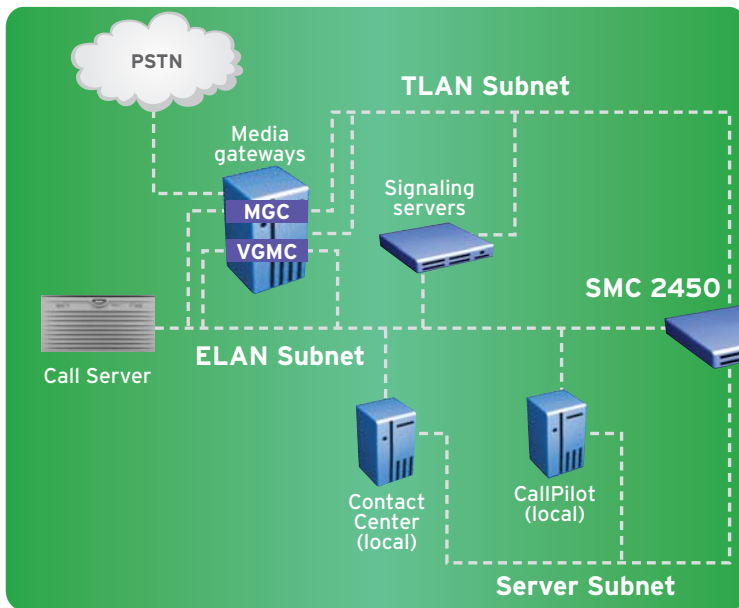 PSTN
TLAN Subnet
Media
gateways
MGC
VGMC
Signaling
servers
SMC 2450
Call Server
ELAN Subnet
Contact
Center
(local)
CallPilot
(local)
Server Subnet